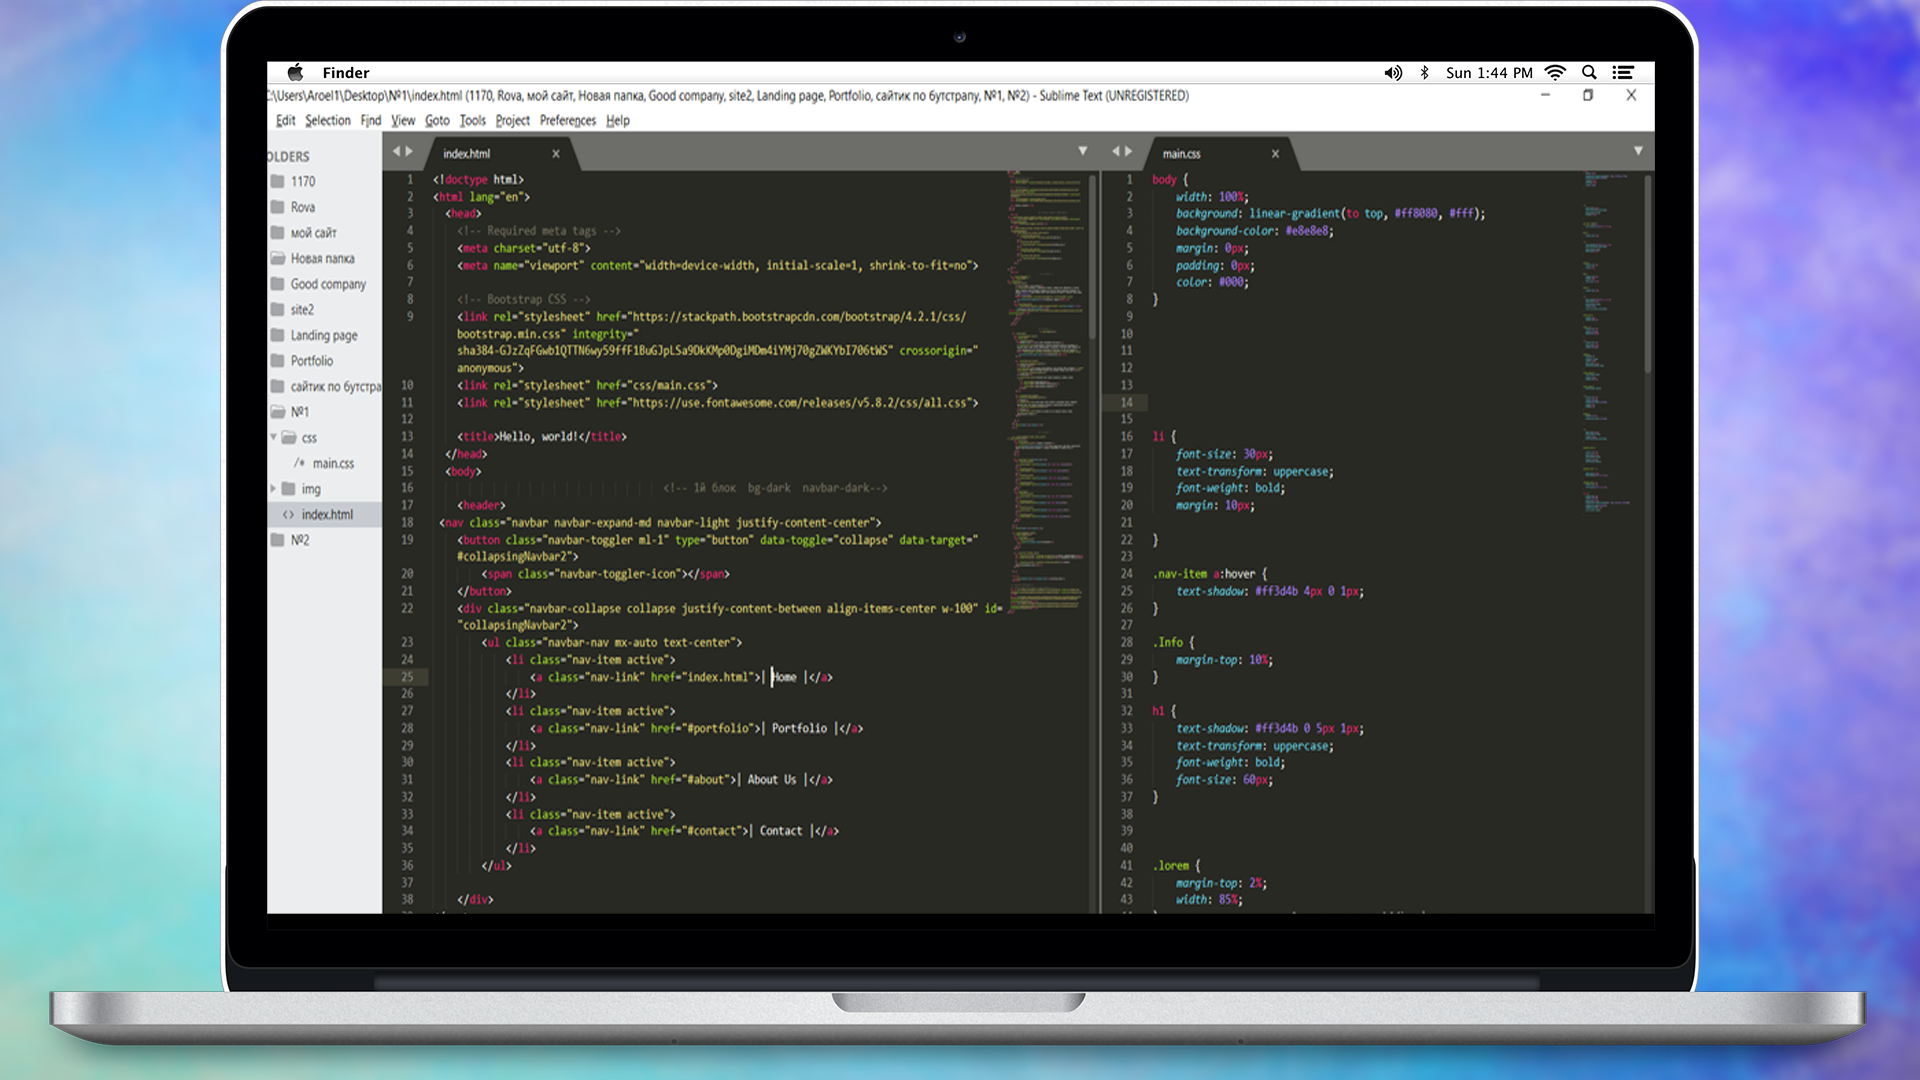 Finder
Sun 1:44 PM
:\Users\Aroel1\Desktop\№1\index.html (1170, Rova, мой сайт, Новая папка, Good company, site2, Landing page, Portfolio, сайтик по бутстрапу, №1, №2) - Sublime Text (UNREGISTERED)
Edit Selection Find View Goto Tools Project Preferences Help
OLDERS
1170
Rova
мой сайт
Новая папка
Good company
site2
Landing page
Portfolio
сайтик по бутстра
№1
css
/* main.css
img
<> index.html
№2
index.html x
1 <!doctype html>
2 <html lang="en">
3 <head>
4 <!-- Required meta tags -->
5 <meta charset="utf-8">
6 <meta name="viewport" content="width=device-width, initial-scale=1, shrink-to-fit=no">
7
8 <!-- Bootstrap CSS -->
9 <link rel="stylesheet" href="https://stackpath.bootstrapcdn.com/bootstrap/4.2.1/css/
bootstrap.min.css" integrity="
sha384-GJzZqFGwb1QTTN6wy59ffF1BuGJpLSa9DkKMp0DgiMDm4iYMj70gZWKYbI706tWS" crossorigin="
anonymous">
10 <link rel="stylesheet" href="css/main.css">
11 <link rel="stylesheet" href="https://use.fontawesome.com/releases/v5.8.2/css/all.css">
12
13 <title>Hello, world!</title>
14 </head>
15 <body>
16 <!-- 1й блок bg-dark navbar-dark-->
17 <header>
18 <nav class="navbar navbar-expand-md navbar-light justify-content-center">
19 <button class="navbar-toggler ml-1" type="button" data-toggle="collapse" data-target="
#collapsingNavbar2">
20 <span class="navbar-toggler-icon"></span>
21 </button>
22 <div class="navbar-collapse collapse justify-content-between align-items-center w-100" id=
"collapsingNavbar2">
23 <ul class="navbar-nav mx-auto text-center">
24 <li class="nav-item active">
25 <a class="nav-link" href="index.html">| Home |</a>
26 </li>
27 <li class="nav-item active">
28 <a class="nav-link" href="#portfolio">| Portfolio |</a>
29 </li>
30 <li class="nav-item active">
31 <a class="nav-link" href="#about">| About Us |</a>
32 </li>
33 <li class="nav-item active">
34 <a class="nav-link" href="#contact">| Contact |</a>
35 </li>
36 </ul>
37
38 </div>
main.css x
1 body {
2 width: 100%;
3 background: linear-gradient(to top, #ff8080, #fff);
4 background-color: #e8e8e8;
5 margin: 0px;
6 padding: 0px;
7 color: #000;
8 }
9
10
11
12
13
14
15
16 li {
17 font-size: 30px;
18 text-transform: uppercase;
19 font-weight: bold;
20 margin: 10px;
21
22 }
23
24 .nav-item a:hover {
25 text-shadow: #ff3d4b 4px 0 1px;
26 }
27
28 .Info {
29 margin-top: 10%;
30 }
31
32 h1 {
33 text-shadow: #ff3d4b 0 5px 1px;
34 text-transform: uppercase;
35 font-weight: bold;
36 font-size: 60px;
37 }
38
39
40
41 .lorem {
42 margin-top: 2%;
43 width: 85%;